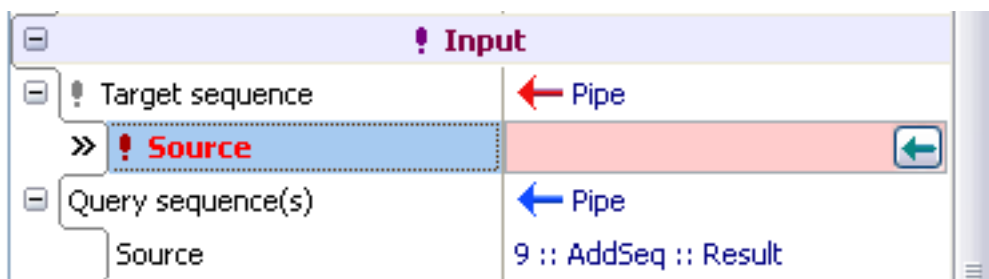 Input
Target sequence Pipe
Source
Query sequence(s) Pipe
Source 9 :: AddSeq :: Result